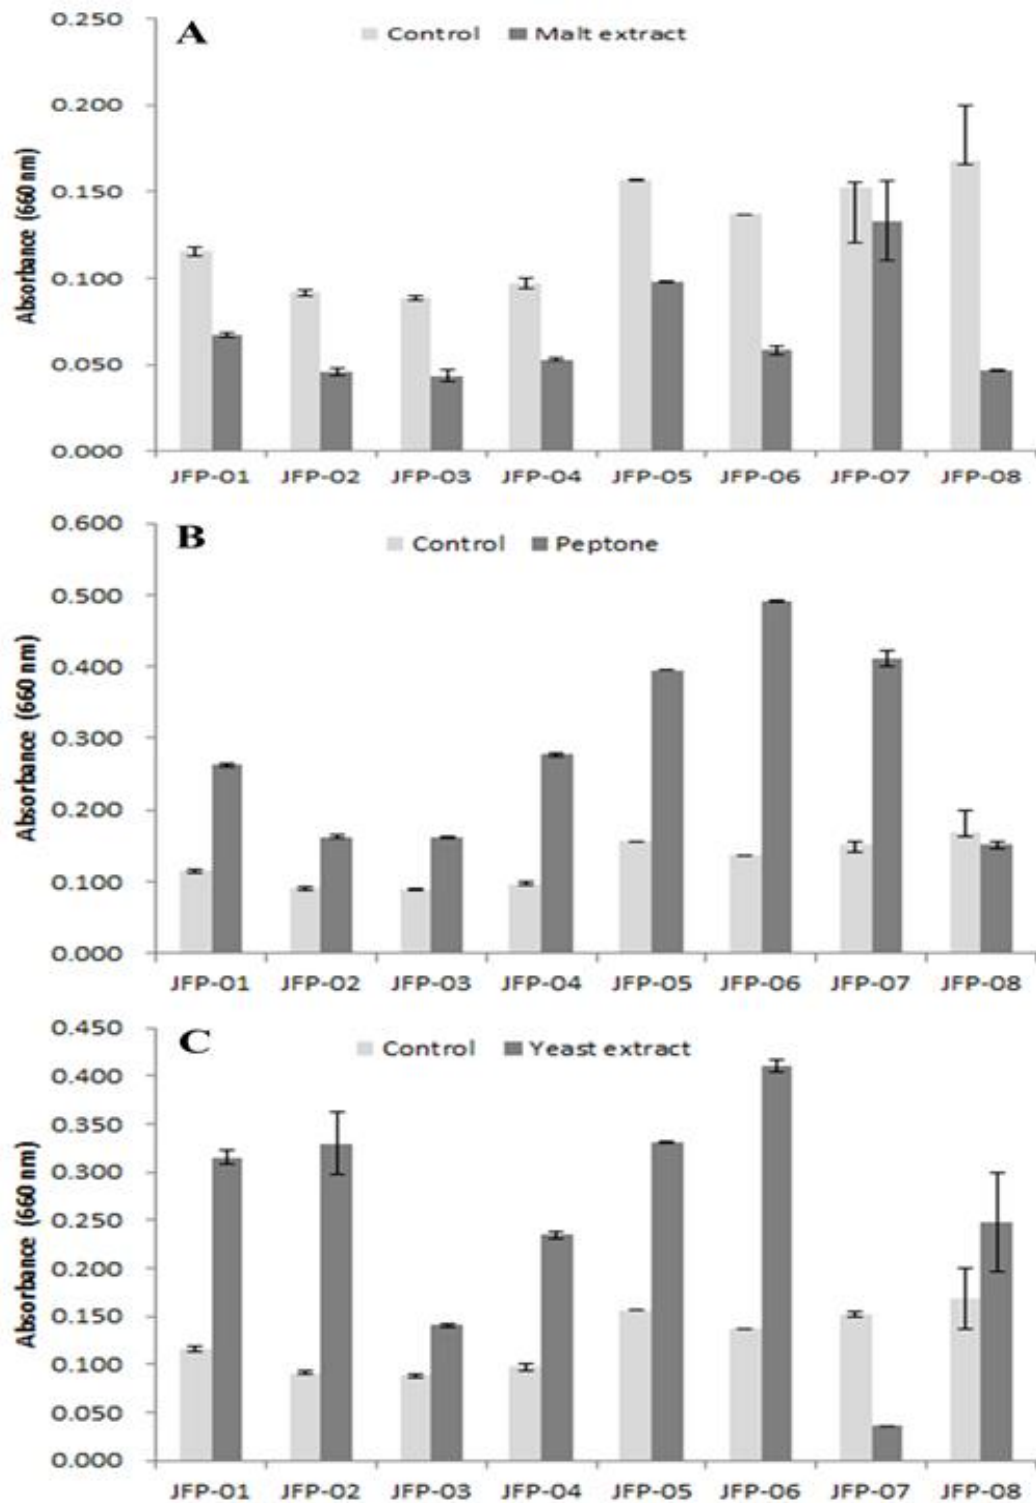 A
Control Malt extract
Absorbance (660 nm)
0.250
0.200
0.150
0.100
0.050
0.000
JFP-01 JFP-02 JFP-03 JFP-04 JFP-05 JFP-06 JFP-07 JFP-08
B
Control Peptone
Absorbance (660 nm)
0.600
0.500
0.400
0.300
0.200
0.100
0.000
JFP-01 JFP-02 JFP-03 JFP-04 JFP-05 JFP-06 JFP-07 JFP-08
C
Control Yeast extract
Absorbance (660 nm)
0.450
0.400
0.350
0.300
0.250
0.200
0.150
0.100
0.050
0.000
JFP-01 JFP-02 JFP-03 JFP-04 JFP-05 JFP-06 JFP-07 JFP-08